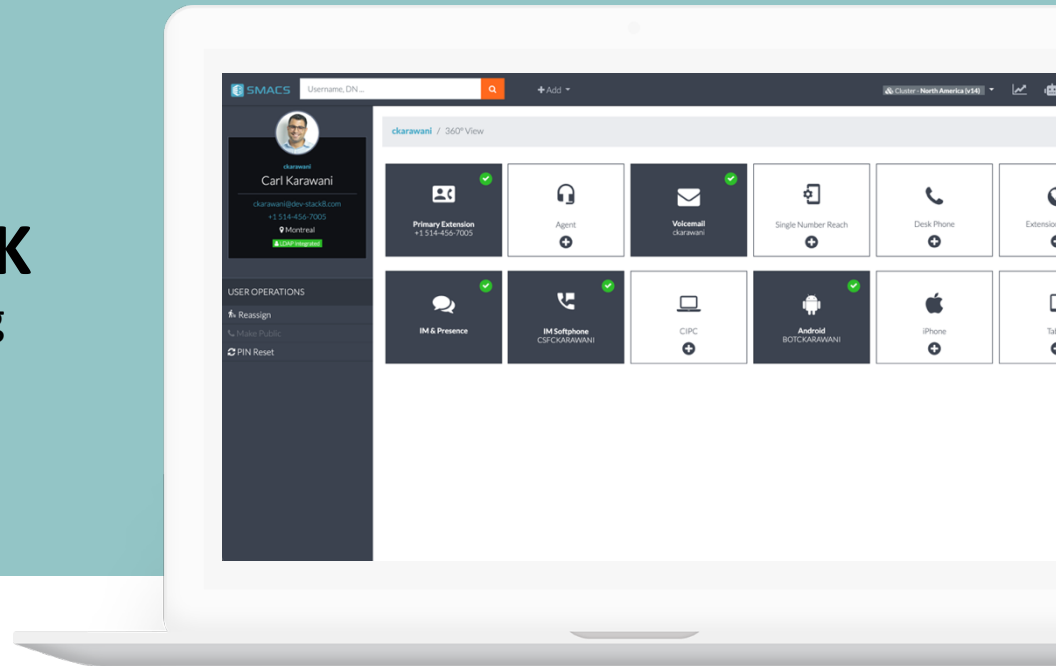 K
g
SMACS
Username, DN ...
+Add
Cluster - North America (v14)
ckarawani
Carl Karawani
ckarawani@dev-stack8.com
+1 514-456-7005
Montreal
LDAP Integrated
USER OPERATIONS
Reassign
Make Public
PIN Reset
ckarawani / 360° View
Primary Extension
+1 514-456-7005
Agent
Voicemail
ckarawani
Single Number Reach
Desk Phone
Extension
IM & Presence
IM Softphone
CSFCKARAWANI
CIPC
Android
BOTCKARAWANI
iPhone